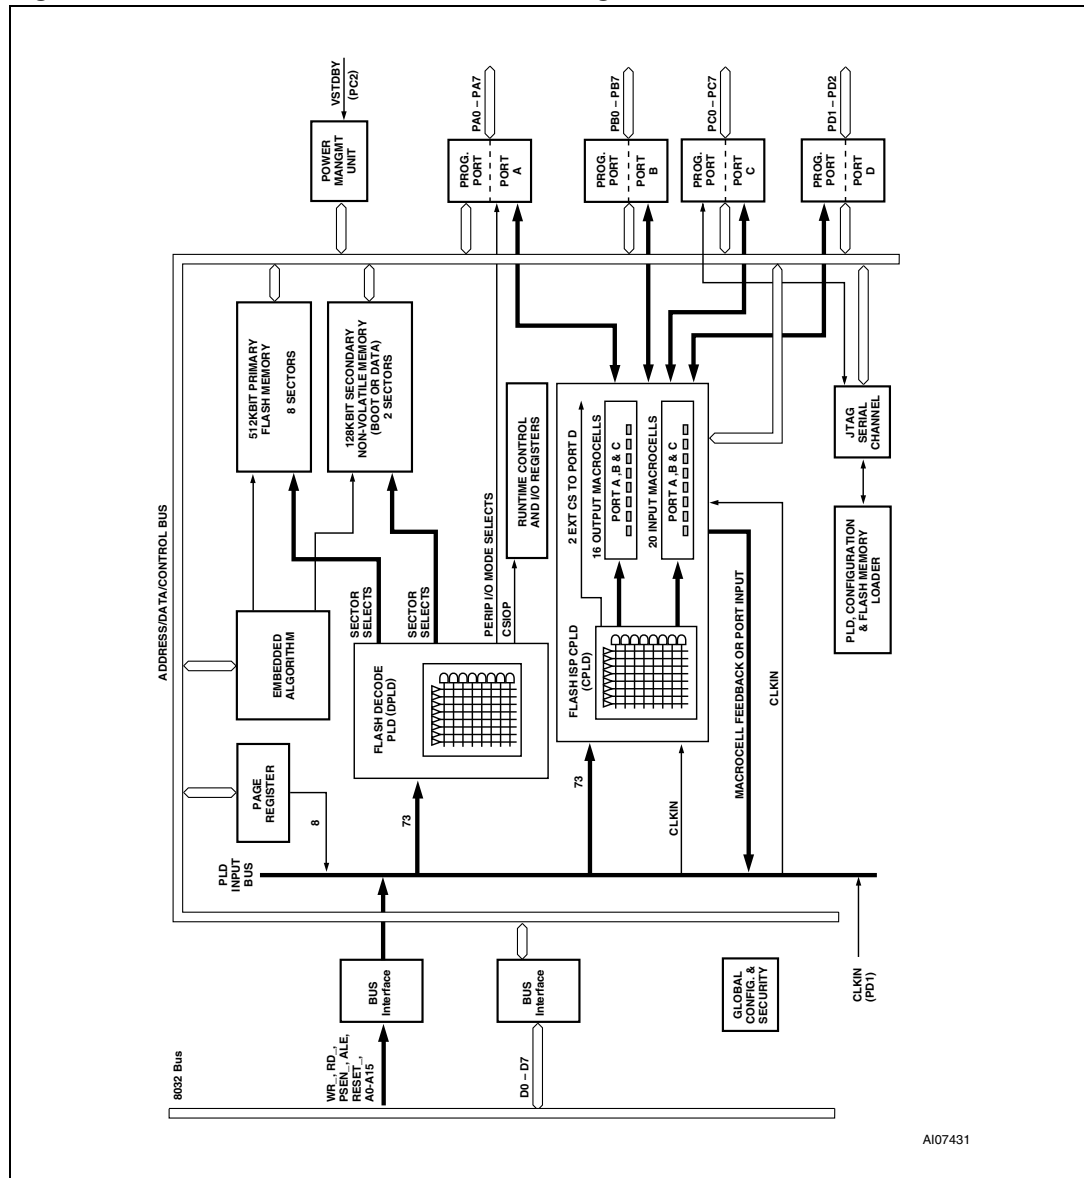 8032 Bus
WR_, RD_,
PSEN_, ALE,
RESET_,
A0-A15
BUS
Interface
D0 – D7
BUS
Interface
GLOBAL
CONFIG. &
SECURITY
CLKIN
(PD1)
ADDRESS/DATA/CONTROL BUS
PLD
INPUT
BUS
PAGE
REGISTER
8
EMBEDDED
ALGORITHM
512KBIT PRIMARY
FLASH MEMORY
8 SECTORS
128KBIT SECONDARY
NON-VOLATILE MEMORY
(BOOT OR DATA)
2 SECTORS
POWER
MANGMT
UNIT
VSTDBY
(PC2)
73
FLASH DECODE
PLD (DPLD)
SECTOR
SELECTS
SECTOR
SELECTS
PERIP I/O MODE SELECTS
CSIOP
RUNTIME CONTROL
AND I/O REGISTERS
PROG.
PORT
PORT
A
PA0 – PA7
73
FLASH ISP CPLD
(CPLD)
2 EXT CS TO PORT D
16 OUTPUT MACROCELLS
PORT A ,B & C
20 INPUT MACROCELLS
PORT A ,B & C
PROG.
PORT
PORT
B
PB0 – PB7
PROG.
PORT
PORT
C
PC0 – PC7
PROG.
PORT
PORT
D
PD1 – PD2
CLKIN
MACROCELL FEEDBACK OR PORT INPUT
CLKIN
JTAG
SERIAL
CHANNEL
PLD, CONFIGURATION
& FLASH MEMORY
LOADER
AI07431